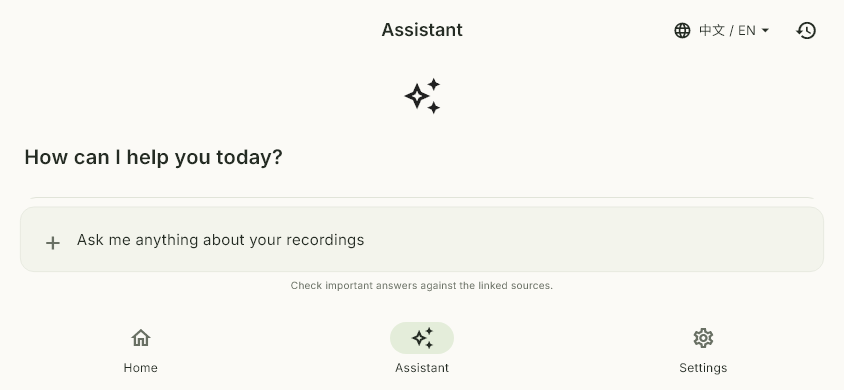 Assistant
中文 / EN
How can I help you today?
Ask me anything about your recordings
Check important answers against the linked sources.
Home
Assistant
Settings